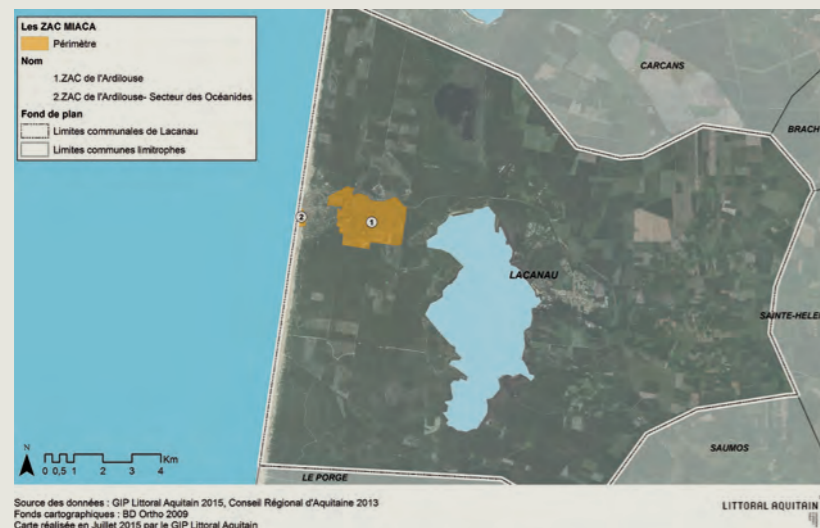 Les ZAC MIACA
Périmètre
Nom
1.ZAC de l'Ardilouse
2.ZAC de l'Ardilouse- Secteur des Océanides
Fond de plan
Limites communales de Lacanau
Limites communes limitrophes
CARCANS
BRACH
2
1
LACANAU
SAINTE-HELEN
SAUMOS
LE PORGE
N
Km
0 0,5 1 2 3 4
Source des données : GIP Littoral Aquitain 2015, Conseil Régional d'Aquitaine 2013
Fonds cartographiques : BD Ortho 2009
Carte réalisée en Juillet 2015 par le GIP Littoral Aquitain
LITTORAL AQUITAIN